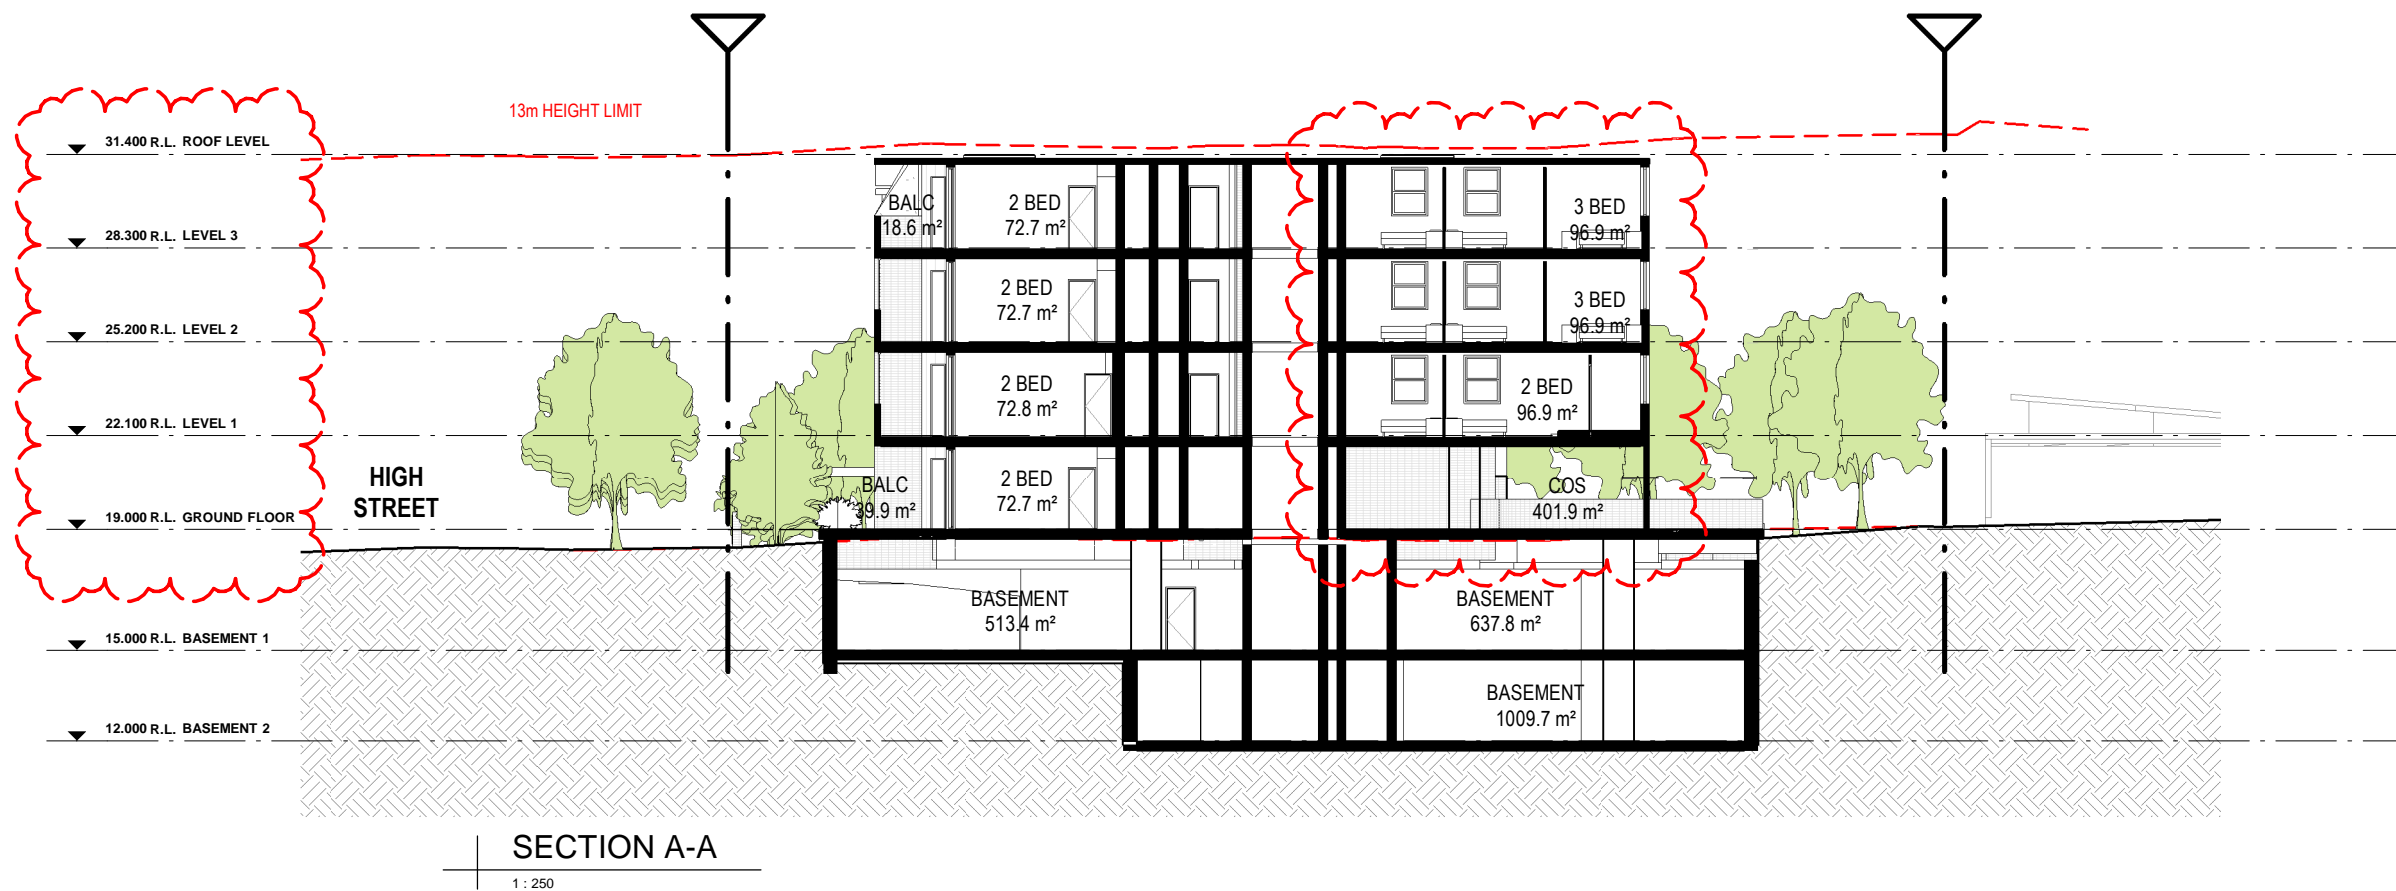 13m HEIGHT LIMIT
31.400 R.L. ROOF LEVEL
28.300 R.L. LEVEL 3
25.200 R.L. LEVEL 2
22.100 R.L. LEVEL 1
19.000 R.L. GROUND FLOOR
15.000 R.L. BASEMENT 1
12.000 R.L. BASEMENT 2
HIGH
STREET
BALC
18.6 m²
2 BED
72.7 m²
3 BED
96.9 m²
2 BED
72.7 m²
3 BED
96.9 m²
2 BED
72.8 m²
2 BED
96.9 m²
BALC
39.9 m²
2 BED
72.7 m²
COS
401.9 m²
BASEMENT
513.4 m²
BASEMENT
637.8 m²
BASEMENT
1009.7 m²
SECTION A-A
1 : 250